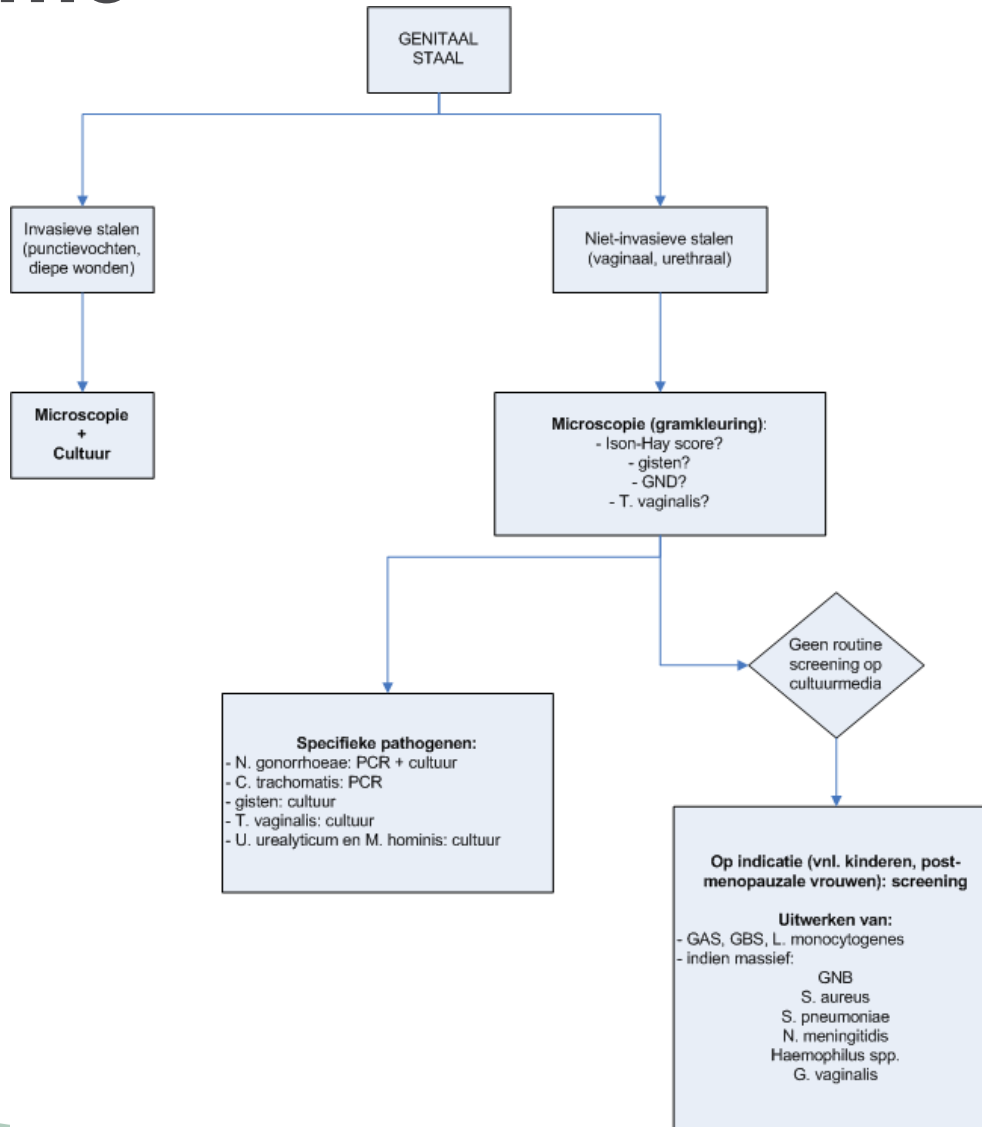 GENITAAL
STAAL
Invasieve stalen
(punctievochten,
diepe wonden)
Niet-invasieve stalen
(vaginaal, urethraal)
Microscopie
+
Cultuur
Microscopie (gramkleuring):
- Ison-Hay score?
- gisten?
- GND?
- T. vaginalis?
Geen routine
screening op
cultuurmedia
Specifieke pathogenen:
- N. gonorrhoeae: PCR + cultuur
- C. trachomatis: PCR
- gisten: cultuur
- T. vaginalis: cultuur
- U. urealyticum en M. hominis: cultuur
Op indicatie (vnl. kinderen, post-
menopauzale vrouwen): screening
Uitwerken van:
- GAS, GBS, L. monocytogenes
- indien massief:
GNB
S. aureus
S. pneumoniae
N. meningitidis
Haemophilus spp.
G. vaginalis